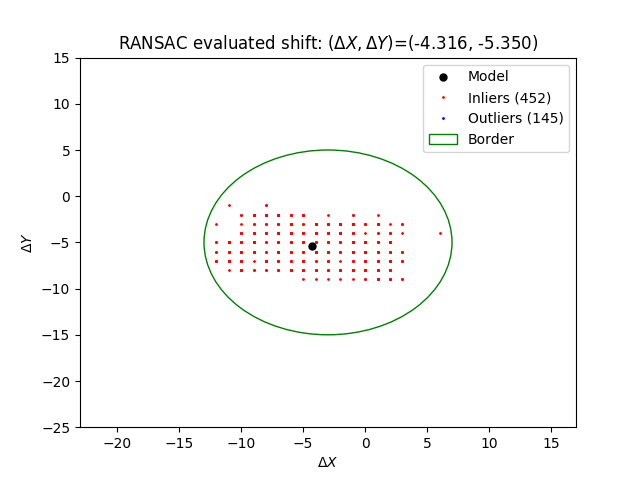 RANSAC evaluated shift: (ΔX, ΔY)=(-4.316, -5.350)
Model
Inliers (452)
Outliers (145)
Border
15
10
5
0
−5
−10
−15
−20
−25
ΔY
−20 −15 −10 −5 0 5 10 15
ΔX